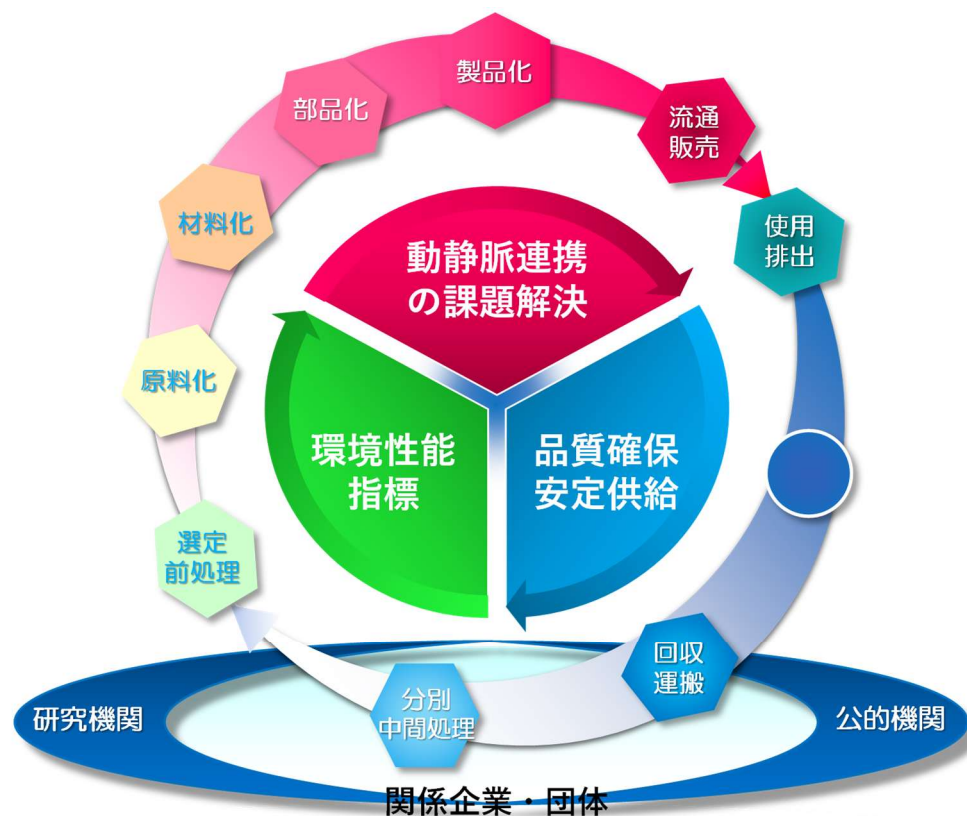 製品化
部品化
流通
販売
材料化
使用
排出
動静脈連携
の課題解決
原料化
環境性能
指標
品質確保
安定供給
選定
前処理
回収
運搬
分別
中間処理
研究機関
公的機関
関係企業・団体